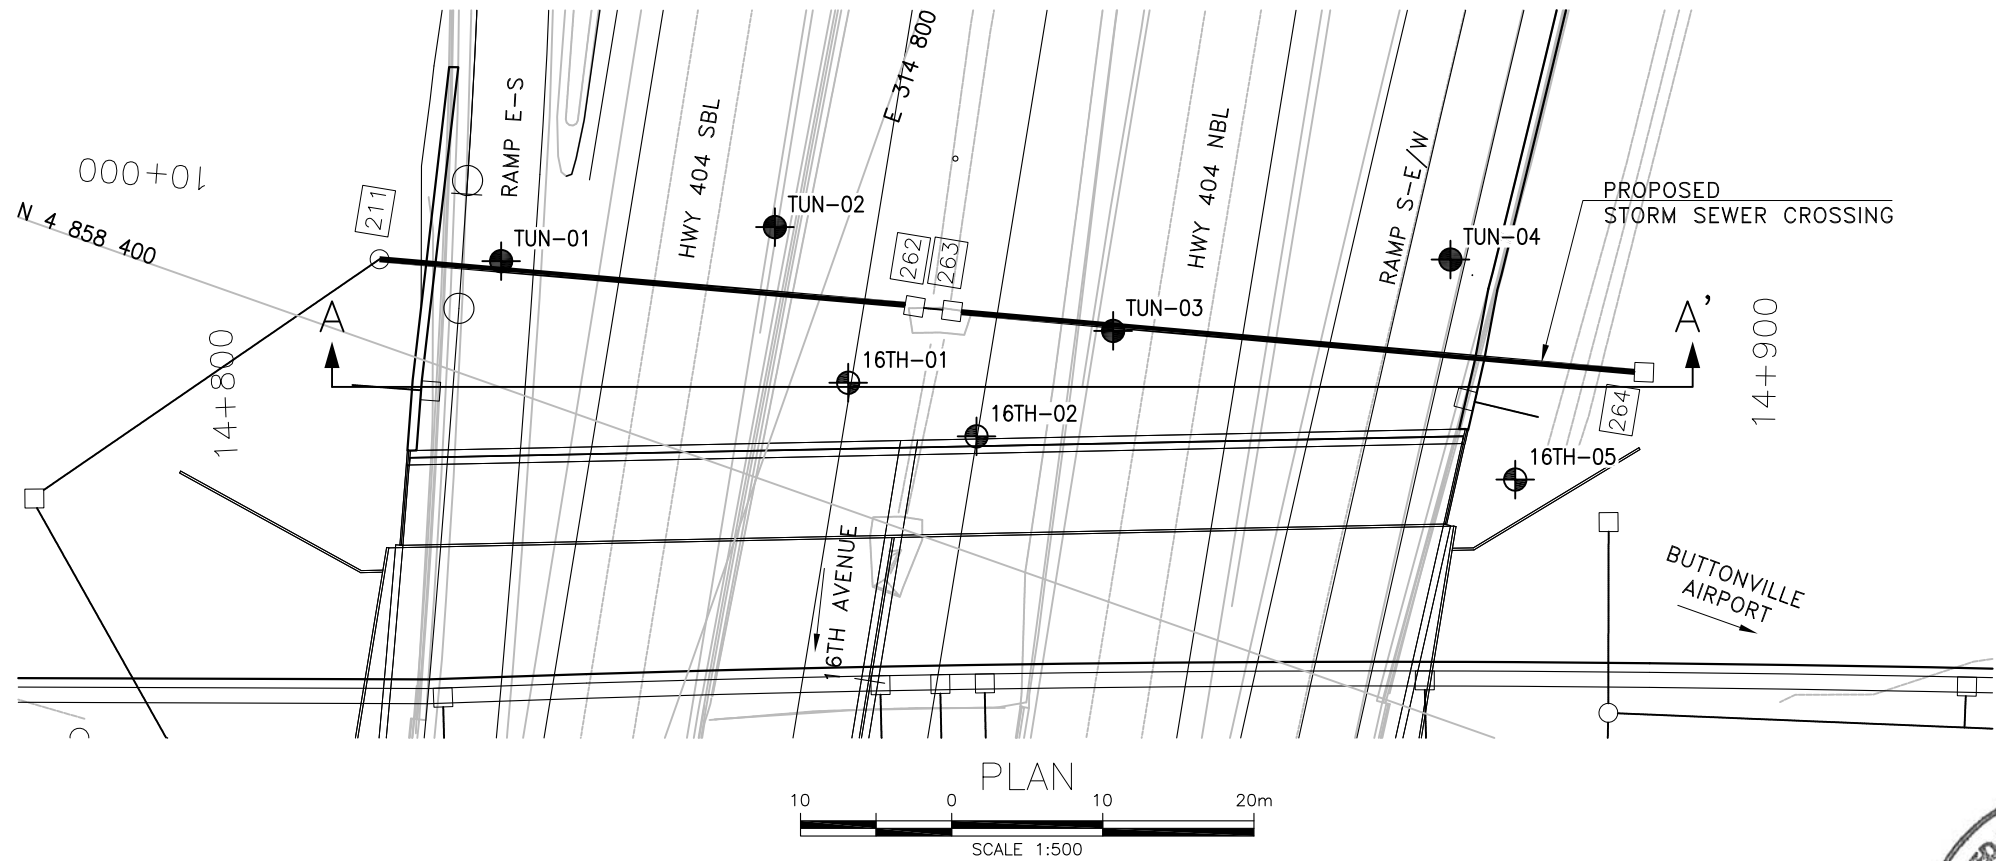 10+000
N 4 858 400
211
RAMP E-S
HWY 404 SBL
E 314 800
HWY 404 NBL
RAMP S-E/W
PROPOSED
STORM SEWER CROSSING
TUN-01
TUN-02
262
263
TUN-03
TUN-04
A
A'
14+800
14+900
16TH-01
16TH-02
264
16TH-05
16TH AVENUE
BUTTONVILLE
AIRPORT
PLAN
10 0 10 20m
SCALE 1:500